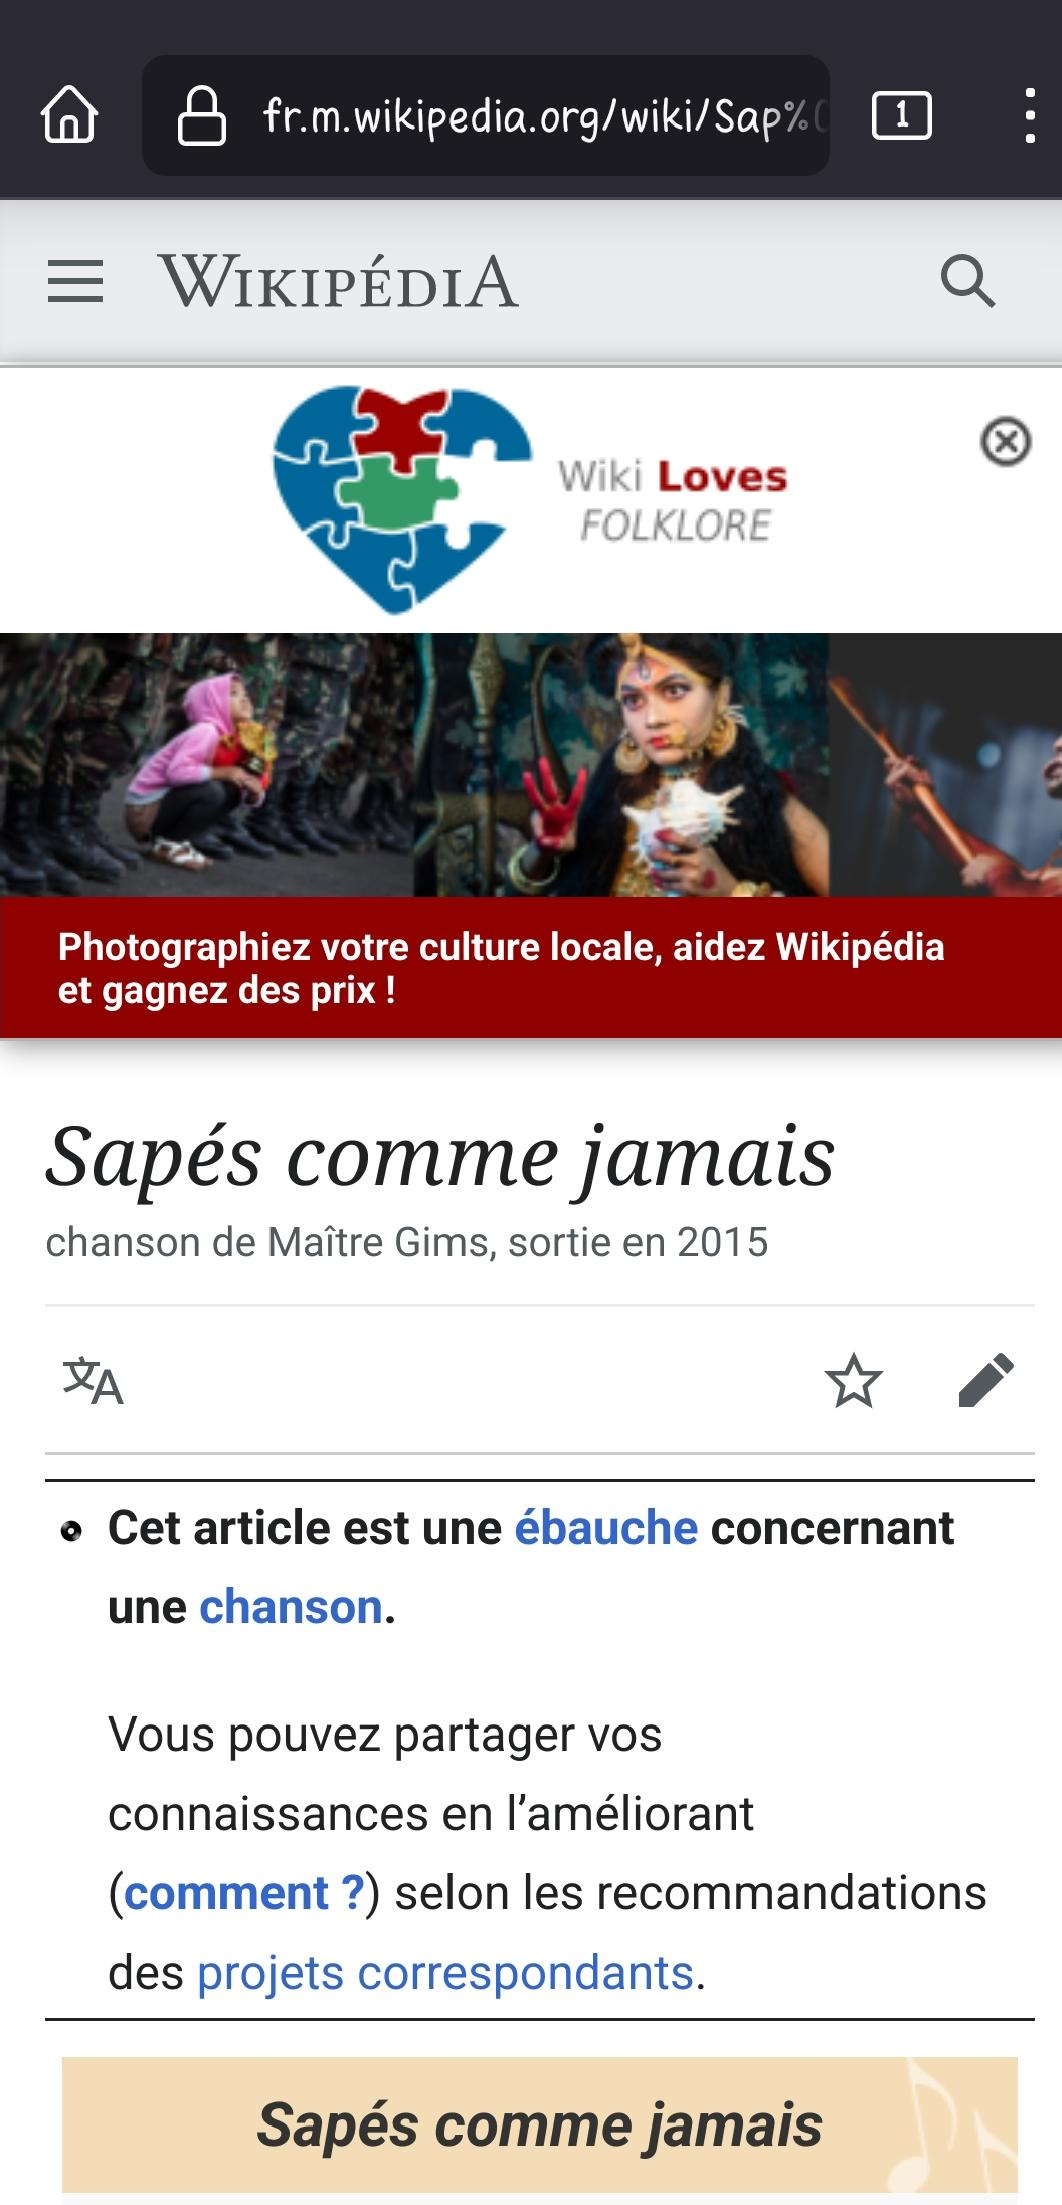 fr.m.wikipedia.org/wiki/Sap%
1
WIKIPÉDIA
Wiki Loves
FOLKLORE
Photographiez votre culture locale, aidez Wikipédia
et gagnez des prix !
Sapés comme jamais
chanson de Maître Gims, sortie en 2015
文A
Cet article est une ébauche concernant
une chanson.
Vous pouvez partager vos
connaissances en l’améliorant
(comment ?) selon les recommandations
des projets correspondants.
Sapés comme jamais